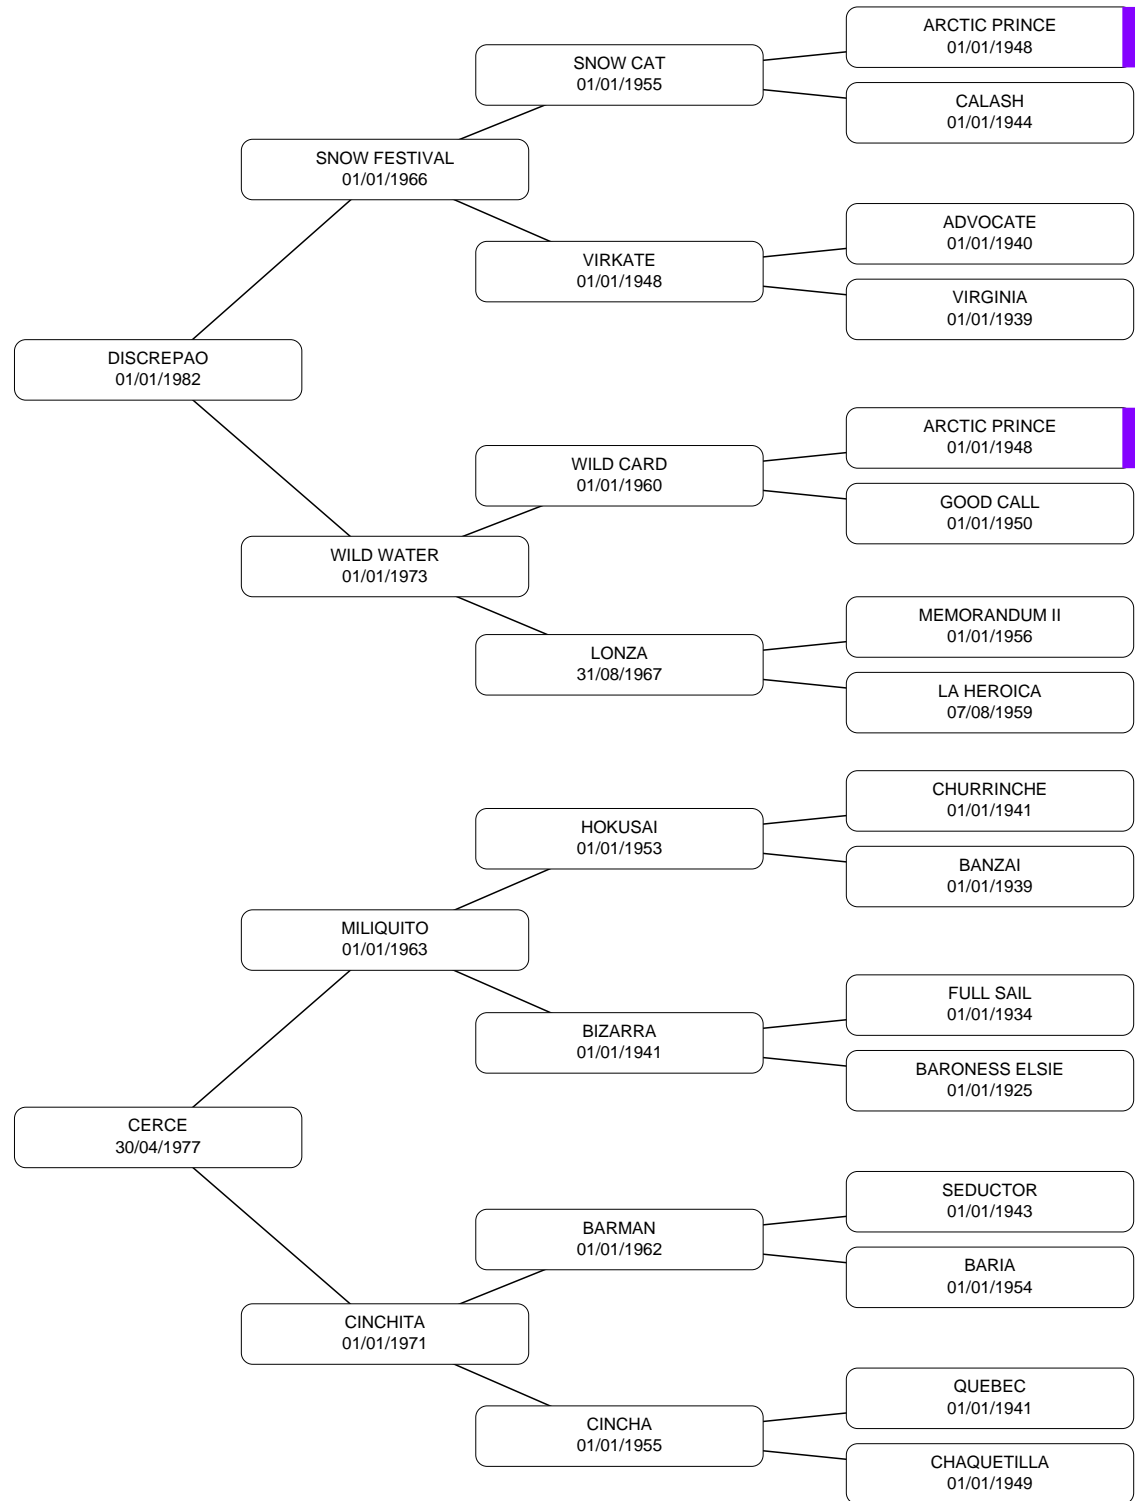 ARCTIC PRINCE
01/01/1948
SNOW CAT
01/01/1955
CALASH
01/01/1944
SNOW FESTIVAL
01/01/1966
ADVOCATE
01/01/1940
VIRKATE
01/01/1948
VIRGINIA
01/01/1939
DISCREPAO
01/01/1982
ARCTIC PRINCE
01/01/1948
WILD CARD
01/01/1960
GOOD CALL
01/01/1950
WILD WATER
01/01/1973
MEMORANDUM II
01/01/1956
LONZA
31/08/1967
LA HEROICA
07/08/1959
CHURRINCHE
01/01/1941
HOKUSAI
01/01/1953
BANZAI
01/01/1939
MILIQUITO
01/01/1963
FULL SAIL
01/01/1934
BIZARRA
01/01/1941
BARONESS ELSIE
01/01/1925
CERCE
30/04/1977
SEDUCTOR
01/01/1943
BARMAN
01/01/1962
BARIA
01/01/1954
CINCHITA
01/01/1971
QUEBEC
01/01/1941
CINCHA
01/01/1955
CHAQUETILLA
01/01/1949